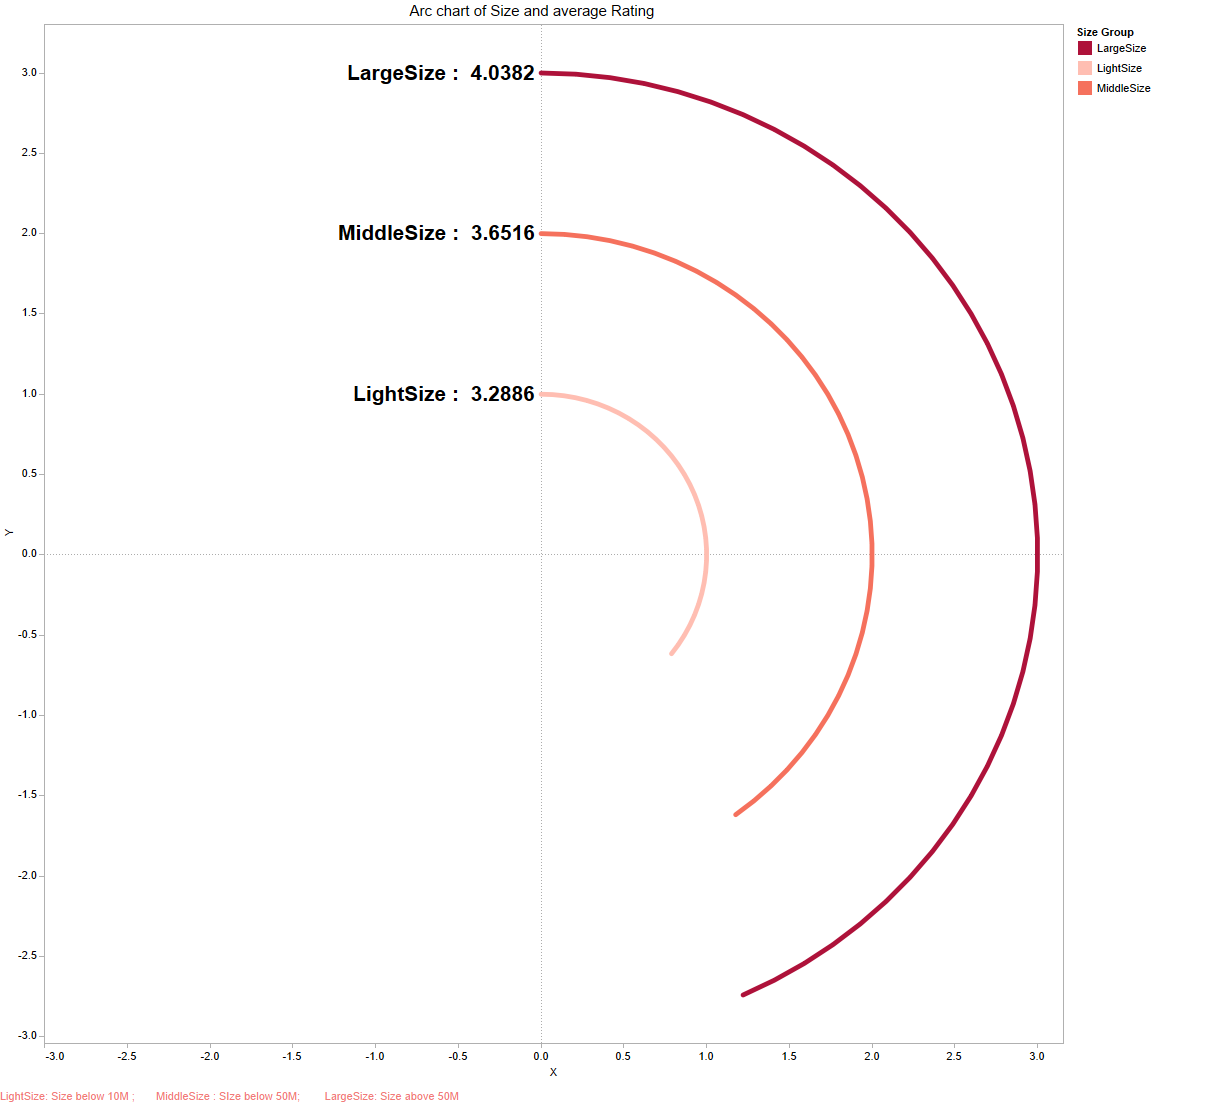 Arc chart of Size and average Rating
Size Group
LargeSize
LightSize
MiddleSize
LargeSize :  4.0382
MiddleSize :  3.6516
LightSize :  3.2886
3.0
2.5
2.0
1.5
1.0
0.5
0.0
-0.5
-1.0
-1.5
-2.0
-2.5
-3.0
Y
-3.0 -2.5 -2.0 -1.5 -1.0 -0.5 0.0 0.5 1.0 1.5 2.0 2.5 3.0
X
LightSize: Size below 10M ; MiddleSize : SIze below 50M; LargeSize: Size above 50M